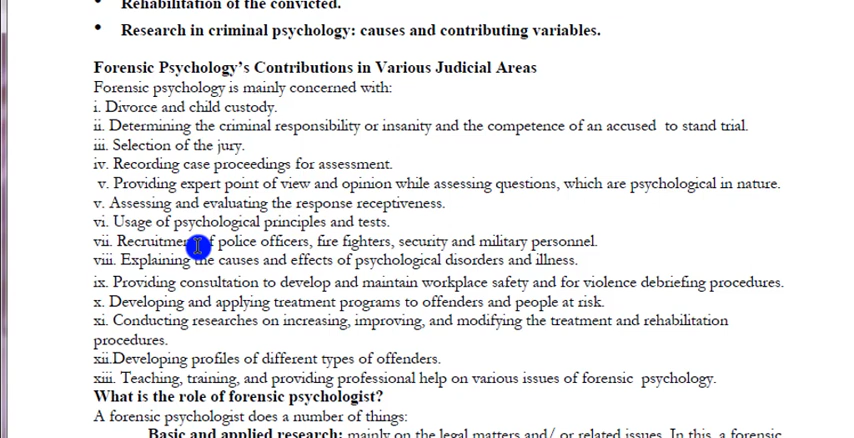 • Rehabilitation of the convicted.
• Research in criminal psychology: causes and contributing variables.
Forensic Psychology's Contributions in Various Judicial Areas
Forensic psychology is mainly concerned with:
i. Divorce and child custody.
ii. Determining the criminal responsibility or insanity and the competence of an accused to stand trial.
iii. Selection of the jury.
iv. Recording case proceedings for assessment.
v. Providing expert point of view and opinion while assessing questions, which are psychological in nature.
v. Assessing and evaluating the response receptiveness.
vi. Usage of psychological principles and tests.
vii. Recruitment of police officers, fire fighters, security and military personnel.
viii. Explaining the causes and effects of psychological disorders and illness.
ix. Providing consultation to develop and maintain workplace safety and for violence debriefing procedures.
x. Developing and applying treatment programs to offenders and people at risk.
xi. Conducting researches on increasing, improving, and modifying the treatment and rehabilitation
procedures.
xii.Developing profiles of different types of offenders.
xiii. Teaching, training, and providing professional help on various issues of forensic psychology.
What is the role of forensic psychologist?
A forensic psychologist does a number of things:
Basic and applied research: mainly on the legal matters and/ or related issues. In this, a forensic